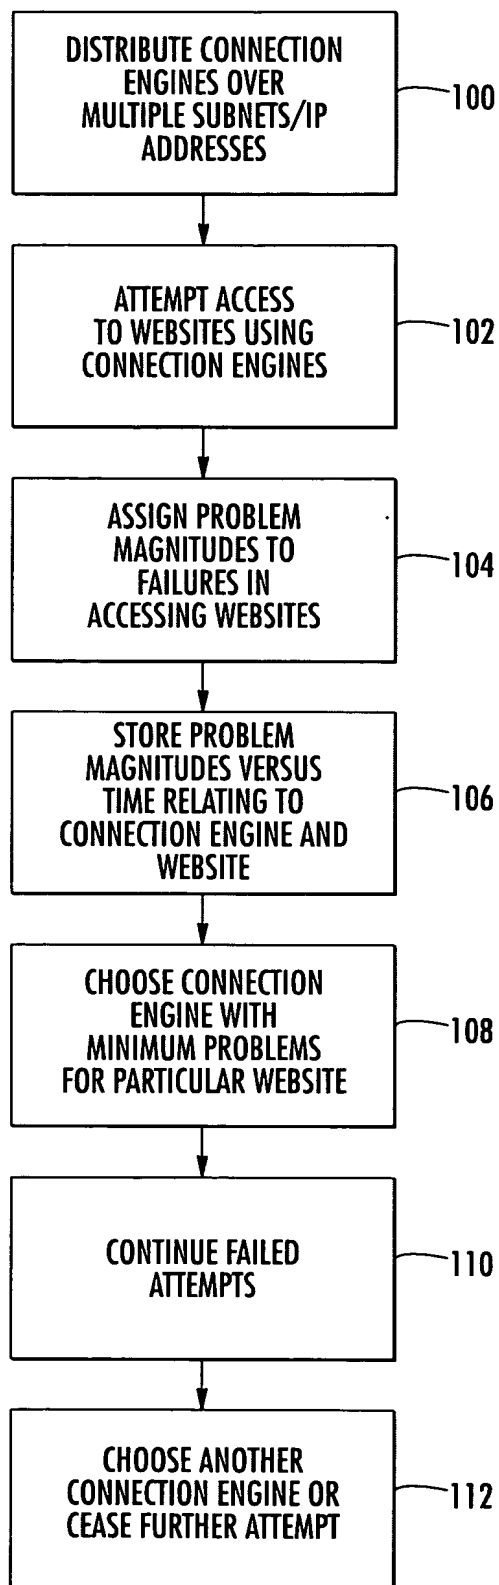 DISTRIBUTE CONNECTION
ENGINES OVER
MULTIPLE SUBNETS/IP
ADDRESSES
100
ATTEMPT ACCESS
TO WEBSITES USING
CONNECTION ENGINES
102
ASSIGN PROBLEM
MAGNITUDES TO
FAILURES IN
ACCESSING WEBSITES
104
STORE PROBLEM
MAGNITUDES VERSUS
TIME RELATING TO
CONNECTION ENGINE AND
WEBSITE
106
CHOOSE CONNECTION
ENGINE WITH
MINIMUM PROBLEMS
FOR PARTICULAR WEBSITE
108
CONTINUE FAILED
ATTEMPTS
110
CHOOSE ANOTHER
CONNECTION ENGINE OR
CEASE FURTHER ATTEMPT
112